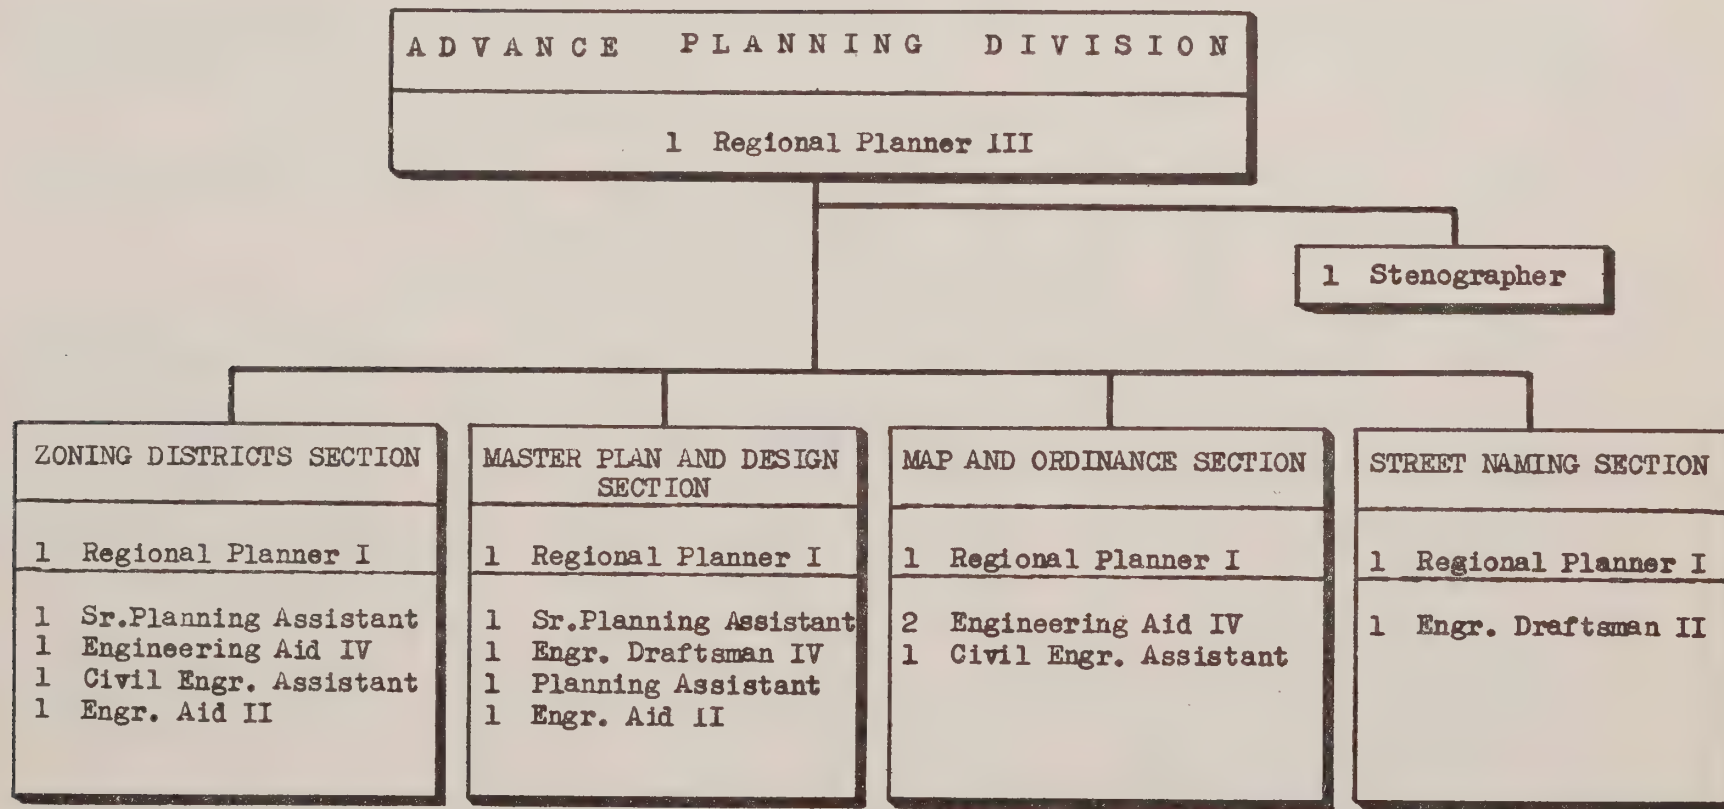 ADVANCE PLANNING DIVISION
1 Regional Planner III
1 Stenographer
ZONING DISTRICTS SECTION
1 Regional Planner I
1 Sr.Planning Assistant
1 Engineering Aid IV
1 Civil Engr. Assistant
1 Engr. Aid II
MASTER PLAN AND DESIGN
SECTION
1 Regional Planner I
1 Sr.Planning Assistant
1 Engr. Draftsman IV
1 Planning Assistant
1 Engr. Aid II
MAP AND ORDINANCE SECTION
1 Regional Planner I
2 Engineering Aid IV
1 Civil Engr. Assistant
STREET NAMING SECTION
1 Regional Planner I
1 Engr. Draftsman II